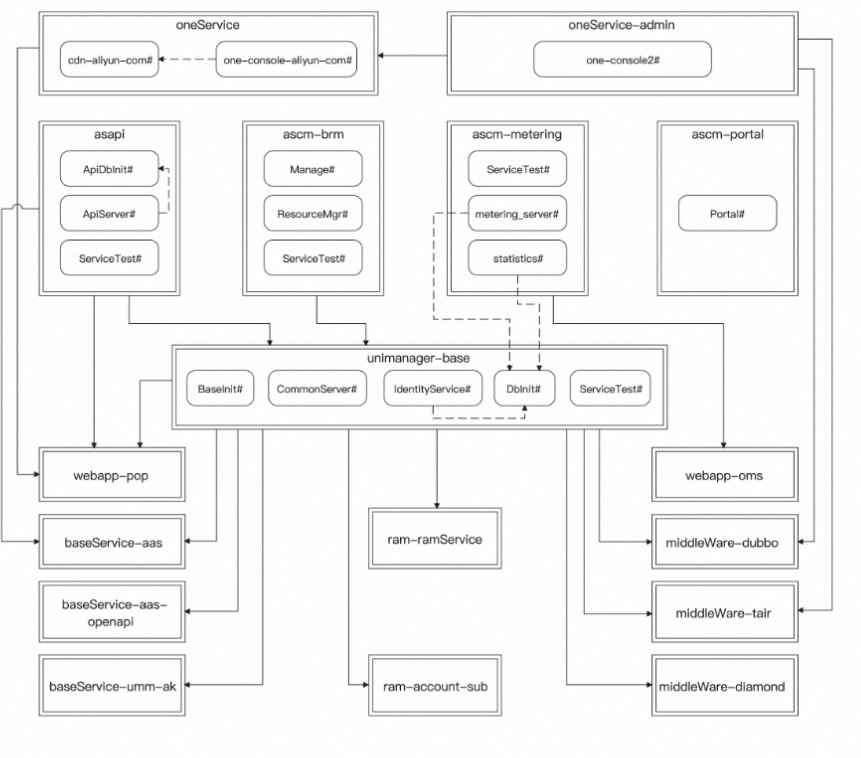 oneService
cdn-aliyun-com#
one-console-aliyun-com#
oneService-admin
one-console2#
asapi
ApiDbInit#
ApiServer#
ServiceTest#
ascm-brm
Manage#
ResourceMgr#
ServiceTest#
ascm-metering
ServiceTest#
metering_server#
statistics#
ascm-portal
Portal#
unimanager-base
BaseInit#
CommonServer#
IdentityService#
DbInit#
ServiceTest#
webapp-pop
webapp-oms
baseService-aas
ram-ramService
middleWare-dubbo
baseService-aas-
openapi
middleWare-tair
baseService-umm-ak
ram-account-sub
middleWare-diamond